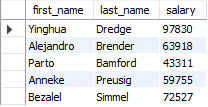 first_name last_name salary
Yinghua Dredge 97830
Alejandro Brender 63918
Parto Bamford 43311
Anneke Preusig 59755
Bezalel Simmel 72527